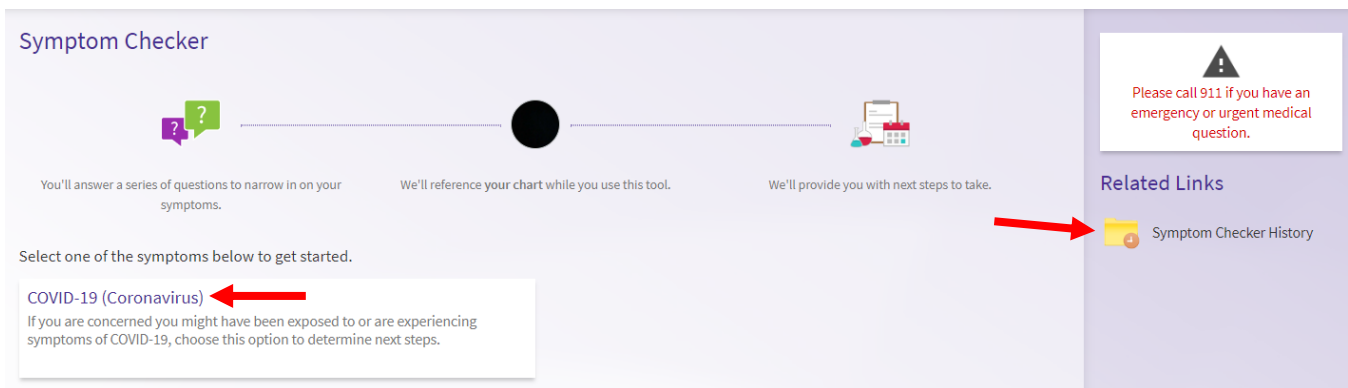 Symptom Checker
?
?
You'll answer a series of questions to narrow in on your
symptoms.
We'll reference your chart while you use this tool.
We'll provide you with next steps to take.
Select one of the symptoms below to get started.
COVID-19 (Coronavirus)
If you are concerned you might have been exposed to or are experiencing
symptoms of COVID-19, choose this option to determine next steps.
!
Please call 911 if you have an
emergency or urgent medical
question.
Related Links
Symptom Checker History